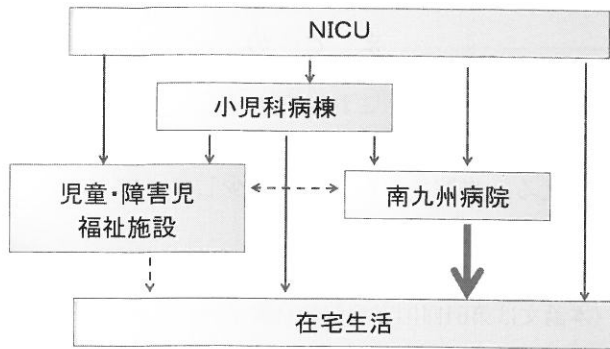 NICU
小児科病棟
児童・障害児
福祉施設
南九州病院
在宅生活